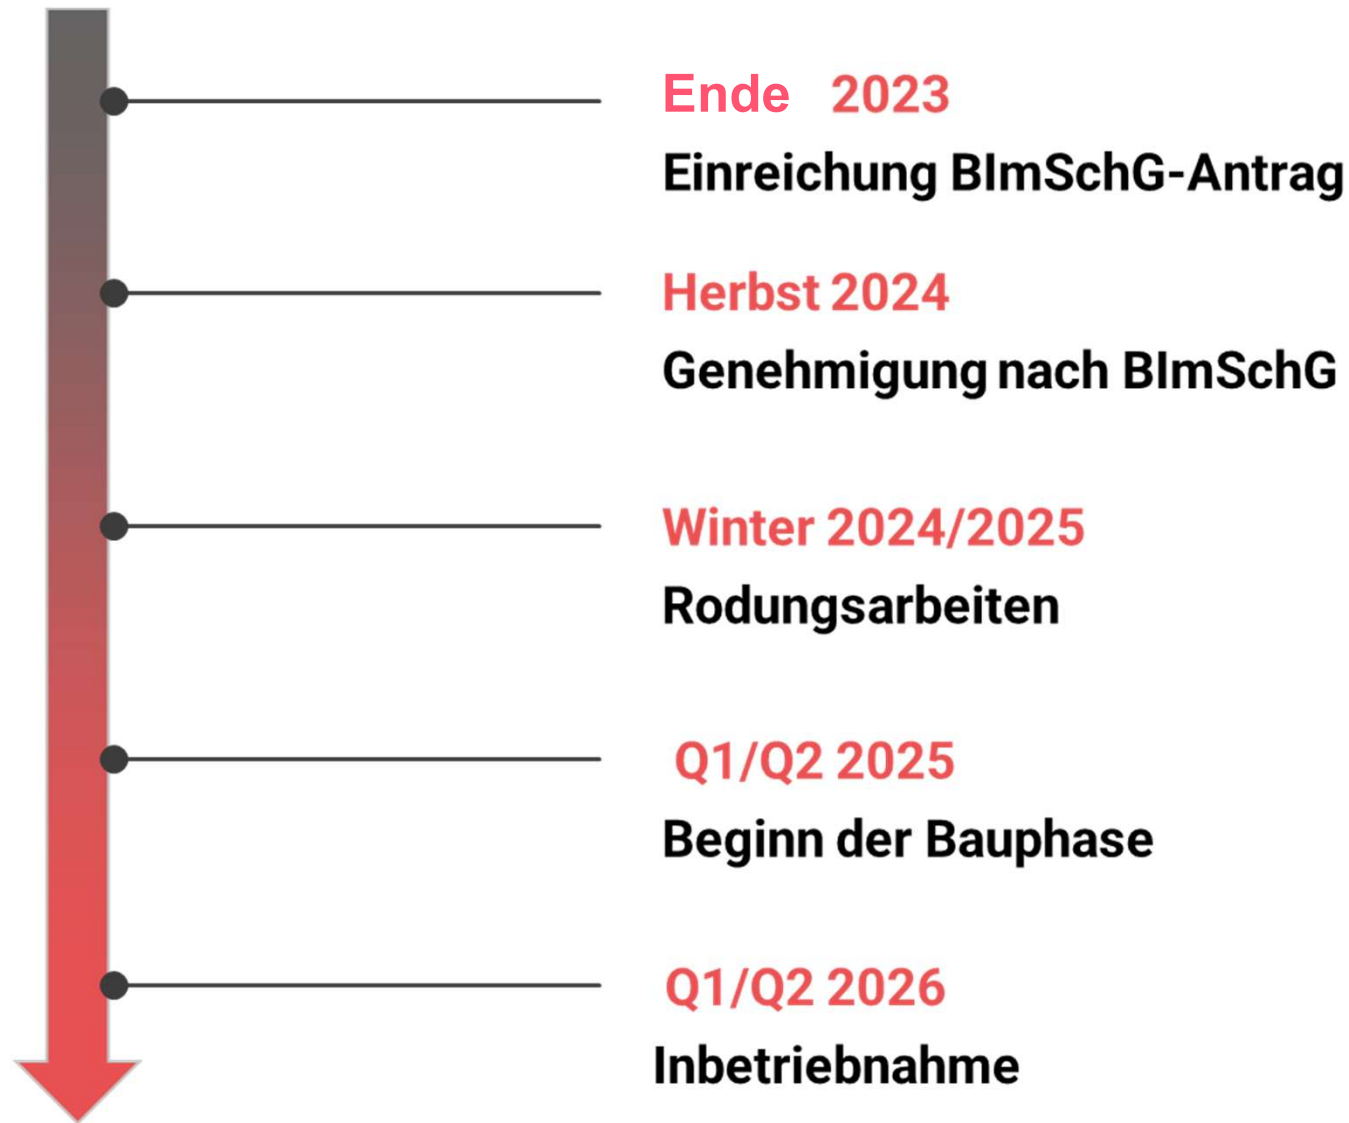 Ende 2023
Einreichung BImSchG-Antrag
Herbst 2024
Genehmigung nach BImSchG
Winter 2024/2025
Rodungsarbeiten
Q1/Q2 2025
Beginn der Bauphase
Q1/Q2 2026
Inbetriebnahme